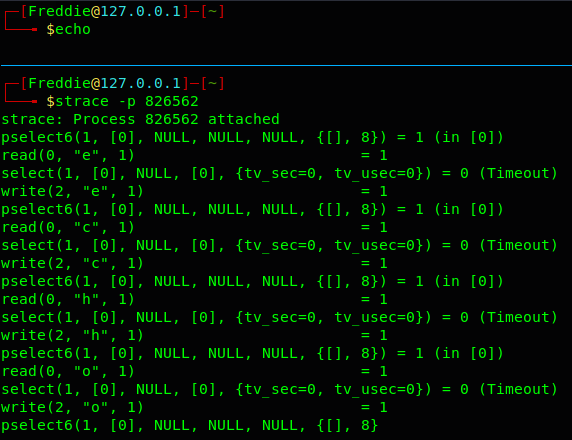 ┌─[Freddie@127.0.0.1]─[~]
└──╼ $echo
┌─[Freddie@127.0.0.1]─[~]
└──╼ $strace -p 826562
strace: Process 826562 attached
pselect6(1, [0], NULL, NULL, NULL, {[], 8}) = 1 (in [0])
read(0, "e", 1)                         = 1
select(1, [0], NULL, [0], {tv_sec=0, tv_usec=0}) = 0 (Timeout)
write(2, "e", 1)                        = 1
pselect6(1, [0], NULL, NULL, NULL, {[], 8}) = 1 (in [0])
read(0, "c", 1)                         = 1
select(1, [0], NULL, [0], {tv_sec=0, tv_usec=0}) = 0 (Timeout)
write(2, "c", 1)                        = 1
pselect6(1, [0], NULL, NULL, NULL, {[], 8}) = 1 (in [0])
read(0, "h", 1)                         = 1
select(1, [0], NULL, [0], {tv_sec=0, tv_usec=0}) = 0 (Timeout)
write(2, "h", 1)                        = 1
pselect6(1, [0], NULL, NULL, NULL, {[], 8}) = 1 (in [0])
read(0, "o", 1)                         = 1
select(1, [0], NULL, [0], {tv_sec=0, tv_usec=0}) = 0 (Timeout)
write(2, "o", 1)                        = 1
pselect6(1, [0], NULL, NULL, NULL, {[], 8}